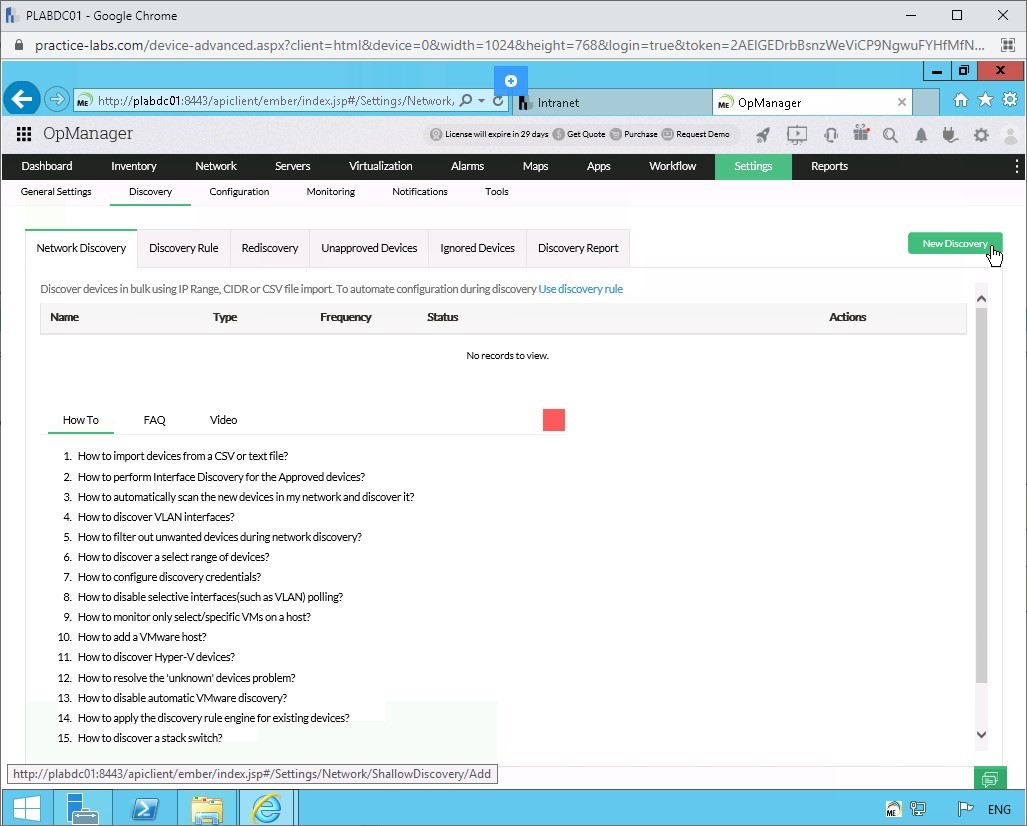 PLABDC01 - Google Chrome
practice-labs.com/device-advanced.aspx?client=html&device=0&width=1024&height=768&login=true&token=2AEIGEDrbBsnzWeViCP9NgwuFYHfMfN...
ME http://plabdc01:8443/apiclient/ember/index.jsp#/Settings/Network,
Intranet
ME OpManager
OpManager
License will expire in 29 days Get Quote Purchase Request Demo
Dashboard Inventory Network Servers Virtualization Alarms Maps Apps Workflow Settings Reports
General Settings Discovery Configuration Monitoring Notifications Tools
Network Discovery Discovery Rule Rediscovery Unapproved Devices Ignored Devices Discovery Report
New Discovery
Discover devices in bulk using IP Range, CIDR or CSV file import. To automate configuration during discovery Use discovery rule
Name Type Frequency Status Actions
No records to view.
How To FAQ Video
1. How to import devices from a CSV or text file?
2. How to perform Interface Discovery for the Approved devices?
3. How to automatically scan the new devices in my network and discover it?
4. How to discover VLAN interfaces?
5. How to filter out unwanted devices during network discovery?
6. How to discover a select range of devices?
7. How to configure discovery credentials?
8. How to disable selective interfaces(such as VLAN) polling?
9. How to monitor only select/specific VMs on a host?
10. How to add a VMware host?
11. How to discover Hyper-V devices?
12. How to resolve the 'unknown' devices problem?
13. How to disable automatic VMware discovery?
14. How to apply the discovery rule engine for existing devices?
15. How to discover a stack switch?
http://plabdc01:8443/apiclient/ember/index.jsp#/Settings/Network/ShallowDiscovery/Add
ME
ENG